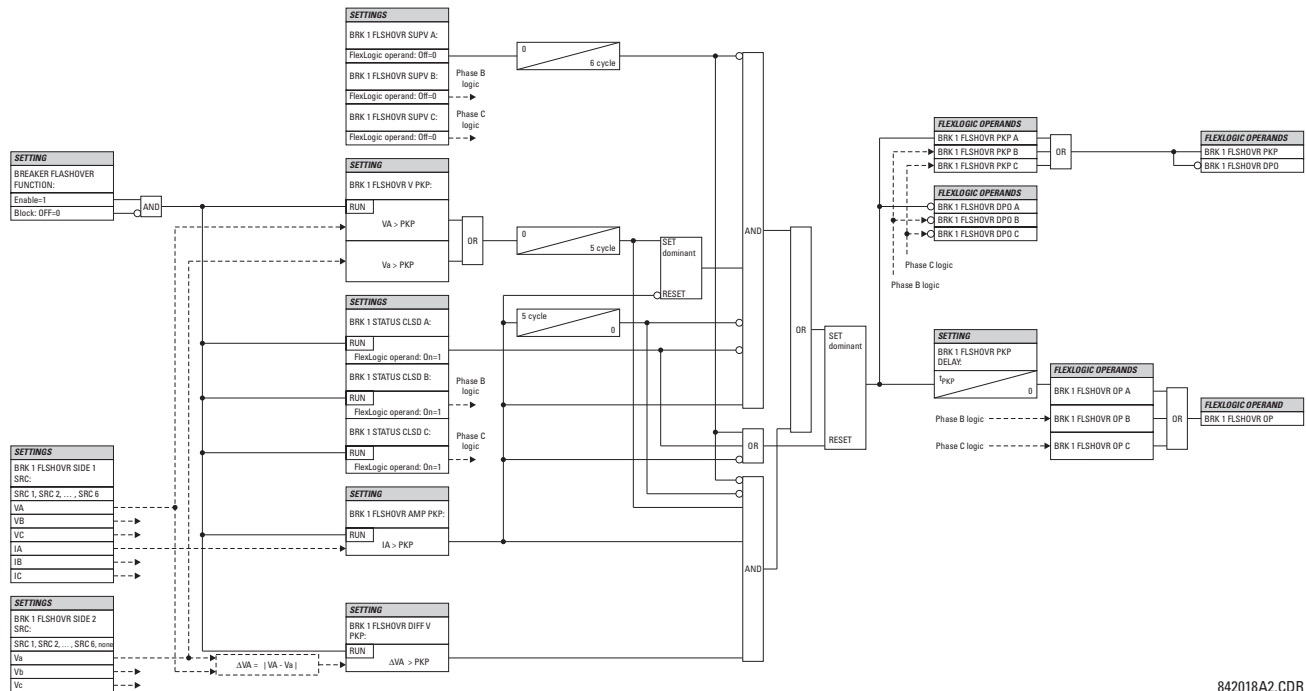 SETTINGS
BRK 1 FLSHOVR SUPV A:
FlexLogic operand: Off=0
BRK 1 FLSHOVR SUPV B:
FlexLogic operand: Off=0
BRK 1 FLSHOVR SUPV C:
FlexLogic operand: Off=0
Phase B
logic
Phase C
logic
0
6 cycle
SETTING
BREAKER FLASHOVER
FUNCTION:
Enable=1
Block: OFF=0
AND
SETTING
BRK 1 FLSHOVR V PKP:
RUN
VA > PKP
Va > PKP
OR
0
5 cycle
SET
dominant
RESET
5 cycle
0
SETTINGS
BRK 1 STATUS CLSD A:
RUN
FlexLogic operand: On=1
BRK 1 STATUS CLSD B:
RUN
FlexLogic operand: On=1
BRK 1 STATUS CLSD C:
RUN
FlexLogic operand: On=1
Phase B
logic
Phase C
logic
SETTING
BRK 1 FLSHOVR AMP PKP:
RUN
IA > PKP
SETTINGS
BRK 1 FLSHOVR SIDE 1
SRC:
SRC 1, SRC 2, ... , SRC 6
VA
VB
VC
IA
IB
IC
SETTINGS
BRK 1 FLSHOVR SIDE 2
SRC:
SRC 1, SRC 2, ... , SRC 6, none
Va
Vb
Vc
ΔVA = | VA - Va |
SETTING
BRK 1 FLSHOVR DIFF V
PKP:
RUN
ΔVA > PKP
AND
OR
AND
OR
SET
dominant
RESET
FLEXLOGIC OPERANDS
BRK 1 FLSHOVR PKP A
BRK 1 FLSHOVR PKP B
BRK 1 FLSHOVR PKP C
OR
FLEXLOGIC OPERANDS
BRK 1 FLSHOVR PKP
BRK 1 FLSHOVR DPO
FLEXLOGIC OPERANDS
BRK 1 FLSHOVR DPO A
BRK 1 FLSHOVR DPO B
BRK 1 FLSHOVR DPO C
Phase C logic
Phase B logic
SETTING
BRK 1 FLSHOVR PKP
DELAY:
tPKP
0
FLEXLOGIC OPERANDS
BRK 1 FLSHOVR OP A
BRK 1 FLSHOVR OP B
BRK 1 FLSHOVR OP C
Phase B logic
Phase C logic
OR
FLEXLOGIC OPERAND
BRK 1 FLSHOVR OP
842018A2.CDR